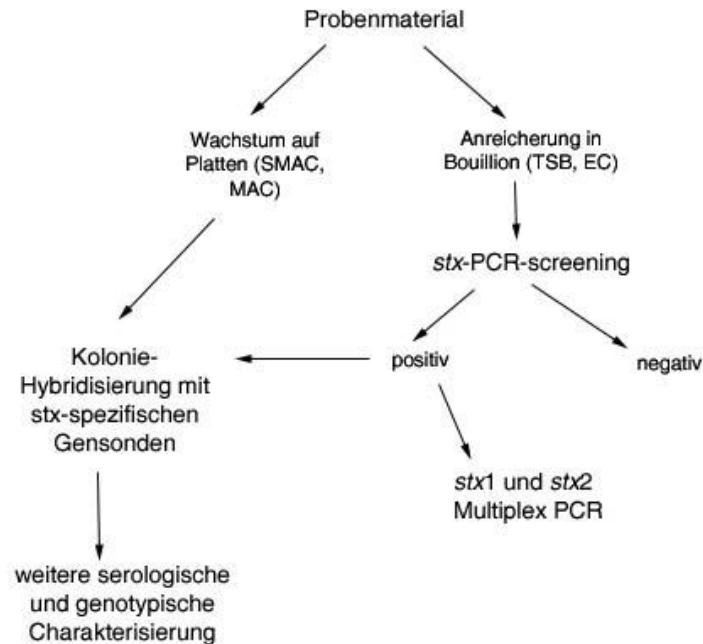 Probenmaterial
Wachstum auf
Platten (SMAC,
MAC)
Anreicherung in
Bouillion (TSB, EC)
stx-PCR-screening
positiv
negativ
Kolonie-
Hybridisierung mit
stx-spezifischen
Gensonden
stx1 und stx2
Multiplex PCR
weitere serologische
und genotypische
Charakterisierung